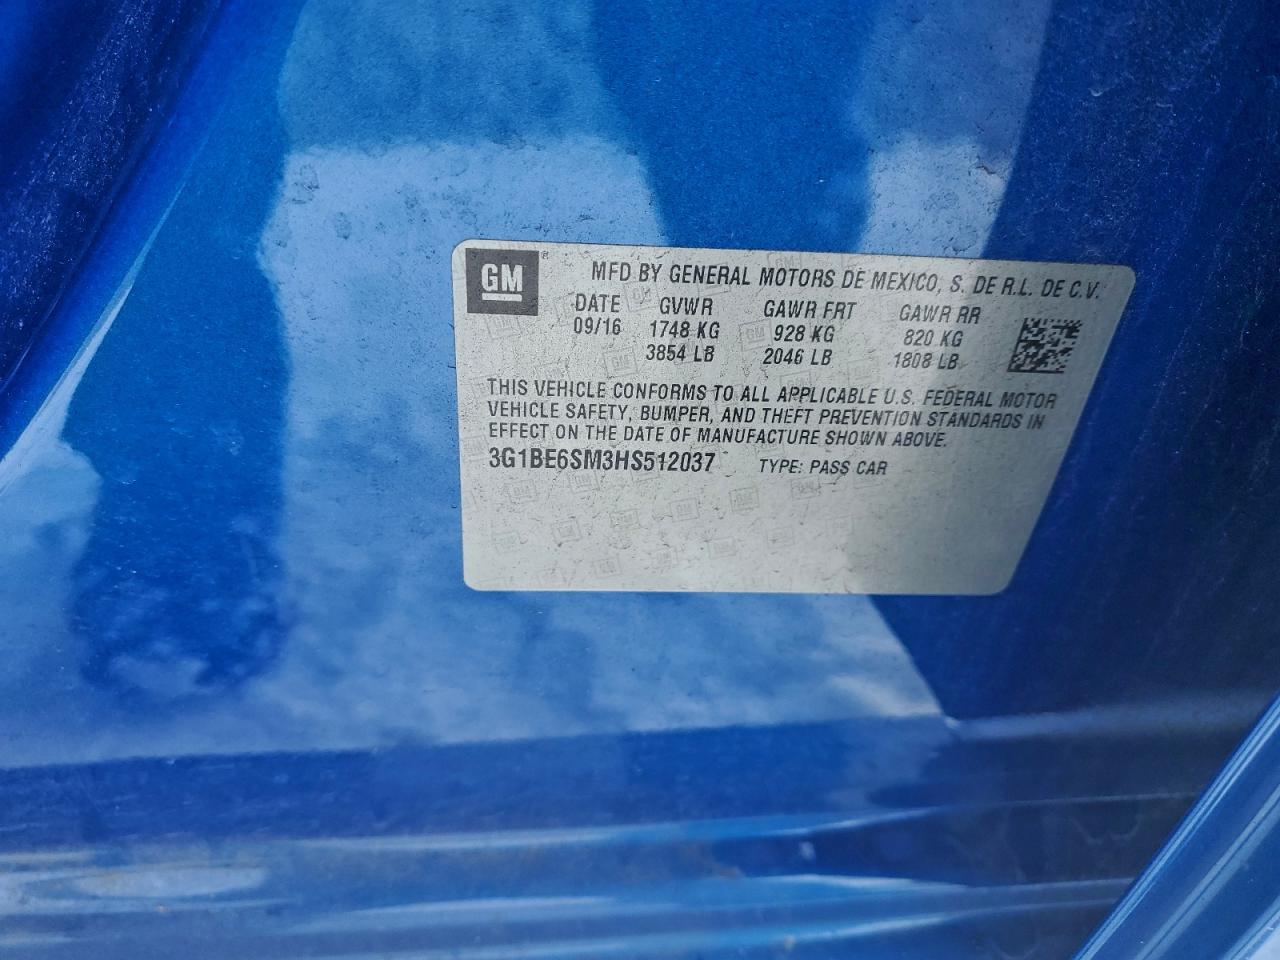 GM ®
MFD BY GENERAL MOTORS DE MEXICO, S. DE R.L. DE C.V.
DATE GVWR GAWR FRT GAWR RR
09/16 1748 KG 928 KG 820 KG
3854 LB 2046 LB 1808 LB
THIS VEHICLE CONFORMS TO ALL APPLICABLE U.S. FEDERAL MOTOR
VEHICLE SAFETY, BUMPER, AND THEFT PREVENTION STANDARDS IN
EFFECT ON THE DATE OF MANUFACTURE SHOWN ABOVE.
3G1BE6SM3HS512037 TYPE: PASS CAR